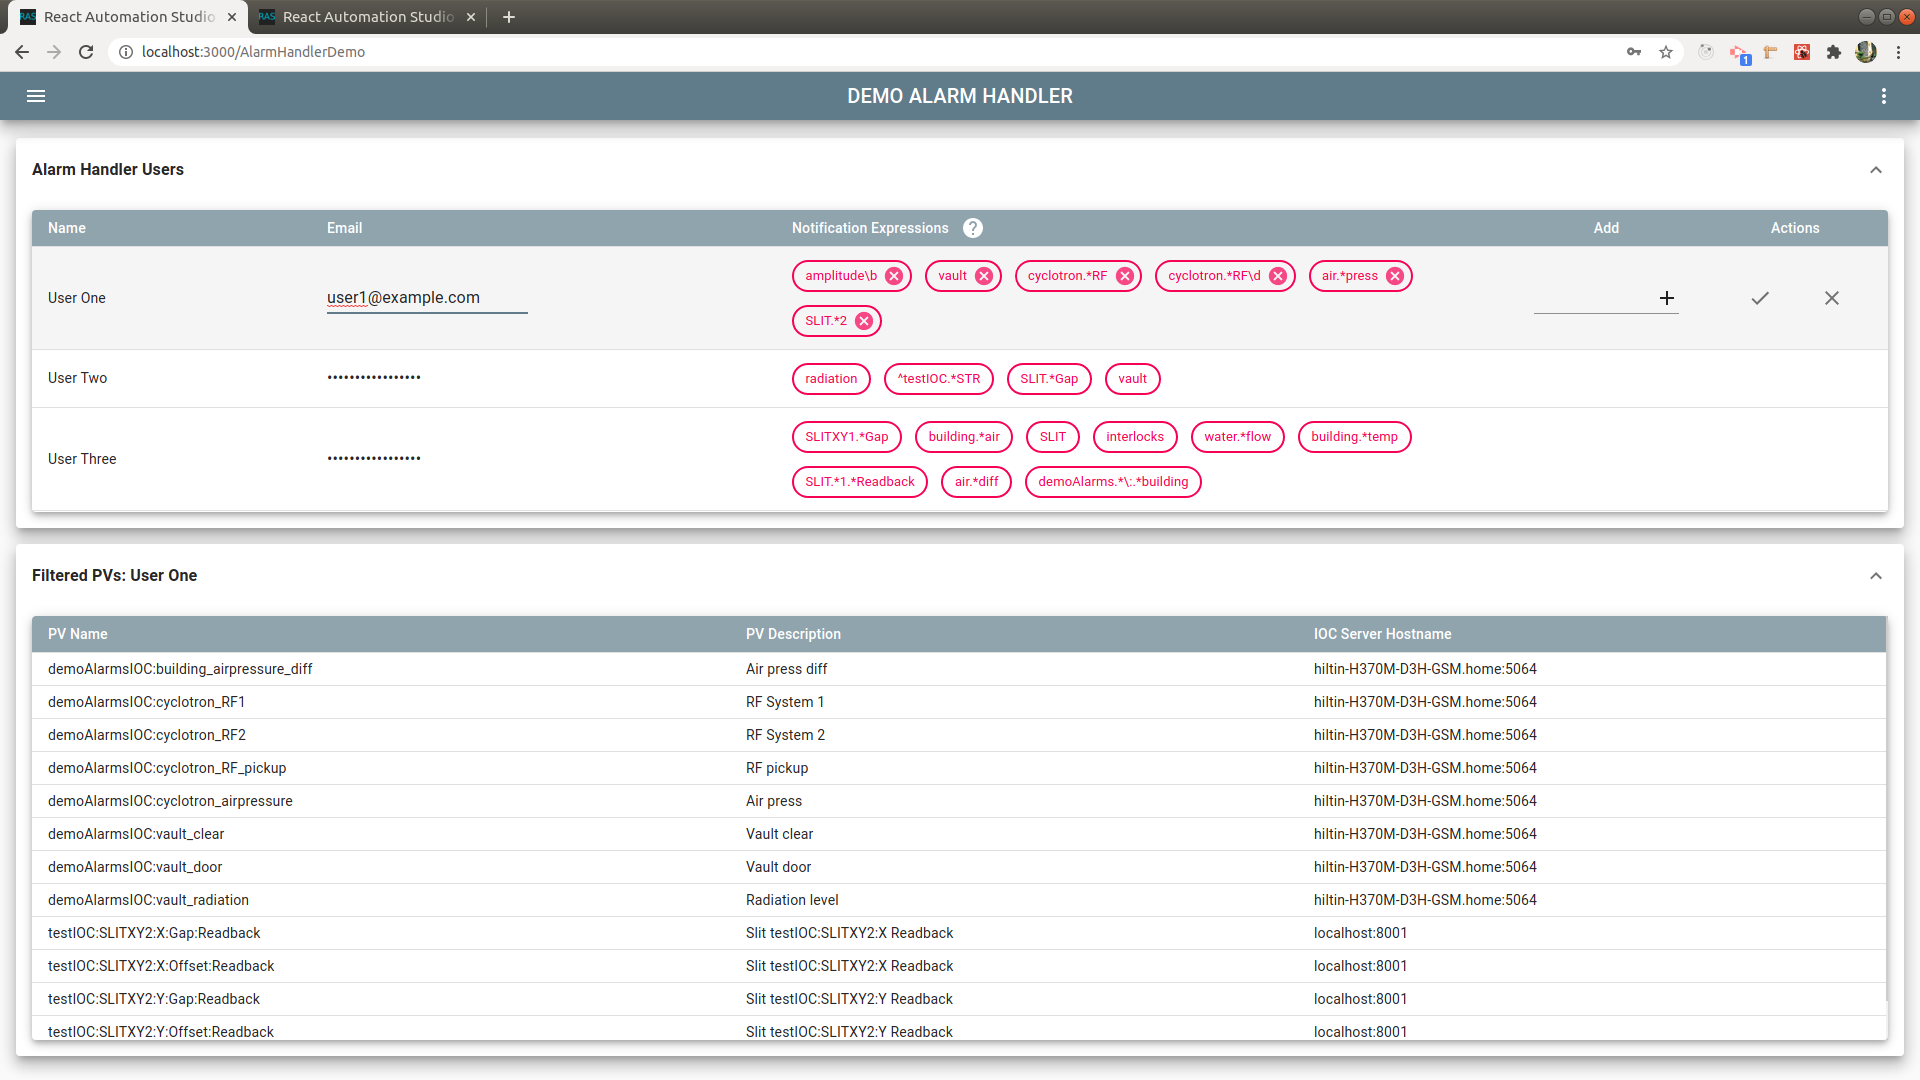 RAS React Automation Studio
RAS React Automation Studio
localhost:3000/AlarmHandlerDemo
1
DEMO ALARM HANDLER
Alarm Handler Users
Name Email Notification Expressions ? Add Actions
amplitude\b vault cyclotron.*RF cyclotron.*RF\d air.*press
User One user1@example.com
SLIT.*2
User Two ••••••••••••••••• radiation ^testIOC.*STR SLIT.*Gap vault
SLITXY1.*Gap building.*air SLIT interlocks water.*flow building.*temp
User Three •••••••••••••••••
SLIT.*1.*Readback air.*diff demoAlarms.*\:.*building
Filtered PVs: User One
PV Name PV Description IOC Server Hostname
demoAlarmsIOC:building_airpressure_diff Air press diff hiltin-H370M-D3H-GSM.home:5064
demoAlarmsIOC:cyclotron_RF1 RF System 1 hiltin-H370M-D3H-GSM.home:5064
demoAlarmsIOC:cyclotron_RF2 RF System 2 hiltin-H370M-D3H-GSM.home:5064
demoAlarmsIOC:cyclotron_RF_pickup RF pickup hiltin-H370M-D3H-GSM.home:5064
demoAlarmsIOC:cyclotron_airpressure Air press hiltin-H370M-D3H-GSM.home:5064
demoAlarmsIOC:vault_clear Vault clear hiltin-H370M-D3H-GSM.home:5064
demoAlarmsIOC:vault_door Vault door hiltin-H370M-D3H-GSM.home:5064
demoAlarmsIOC:vault_radiation Radiation level hiltin-H370M-D3H-GSM.home:5064
testIOC:SLITXY2:X:Gap:Readback Slit testIOC:SLITXY2:X Readback localhost:8001
testIOC:SLITXY2:X:Offset:Readback Slit testIOC:SLITXY2:X Readback localhost:8001
testIOC:SLITXY2:Y:Gap:Readback Slit testIOC:SLITXY2:Y Readback localhost:8001
testIOC:SLITXY2:Y:Offset:Readback Slit testIOC:SLITXY2:Y Readback localhost:8001